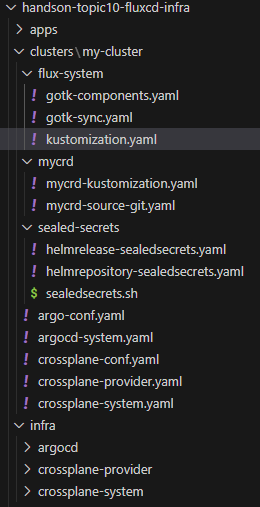 handson-topic10-fluxcd-infra
apps
clusters\my-cluster
flux-system
! gotk-components.yaml
! gotk-sync.yaml
! kustomization.yaml
mycrd
! mycrd-kustomization.yaml
! mycrd-source-git.yaml
sealed-secrets
! helmrelease-sealedsecrets.yaml
! helmrepository-sealedsecrets.yaml
$ sealedsecrets.sh
! argo-conf.yaml
! argocd-system.yaml
! crossplane-conf.yaml
! crossplane-provider.yaml
! crossplane-system.yaml
infra
argocd
crossplane-provider
crossplane-system